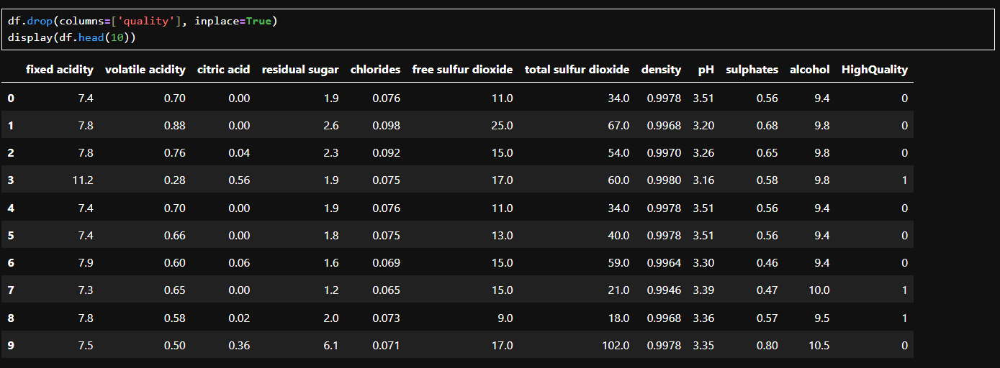 df.drop(columns=['quality'], inplace=True)
display(df.head(10))
fixed acidity volatile acidity citric acid residual sugar chlorides free sulfur dioxide total sulfur dioxide density pH sulphates alcohol HighQuality
0 7.4 0.70 0.00 1.9 0.076 11.0 34.0 0.9978 3.51 0.56 9.4 0
1 7.8 0.88 0.00 2.6 0.098 25.0 67.0 0.9968 3.20 0.68 9.8 0
2 7.8 0.76 0.04 2.3 0.092 15.0 54.0 0.9970 3.26 0.65 9.8 0
3 11.2 0.28 0.56 1.9 0.075 17.0 60.0 0.9980 3.16 0.58 9.8 1
4 7.4 0.70 0.00 1.9 0.076 11.0 34.0 0.9978 3.51 0.56 9.4 0
5 7.4 0.66 0.00 1.8 0.075 13.0 40.0 0.9978 3.51 0.56 9.4 0
6 7.9 0.60 0.06 1.6 0.069 15.0 59.0 0.9964 3.30 0.46 9.4 0
7 7.3 0.65 0.00 1.2 0.065 15.0 21.0 0.9946 3.39 0.47 10.0 1
8 7.8 0.58 0.02 2.0 0.073 9.0 18.0 0.9968 3.36 0.57 9.5 1
9 7.5 0.50 0.36 6.1 0.071 17.0 102.0 0.9978 3.35 0.80 10.5 0